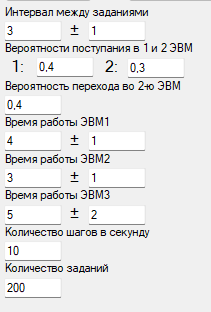 Интервал между заданиями
3 ± 1
Вероятности поступания в 1 и 2 ЭВМ
1: 0,4 2: 0,3
Вероятность перехода во 2-ю ЭВМ
0,4
Время работы ЭВМ1
4 ± 1
Время работы ЭВМ2
3 ± 1
Время работы ЭВМ3
5 ± 2
Количество шагов в секунду
10
Количество заданий
200